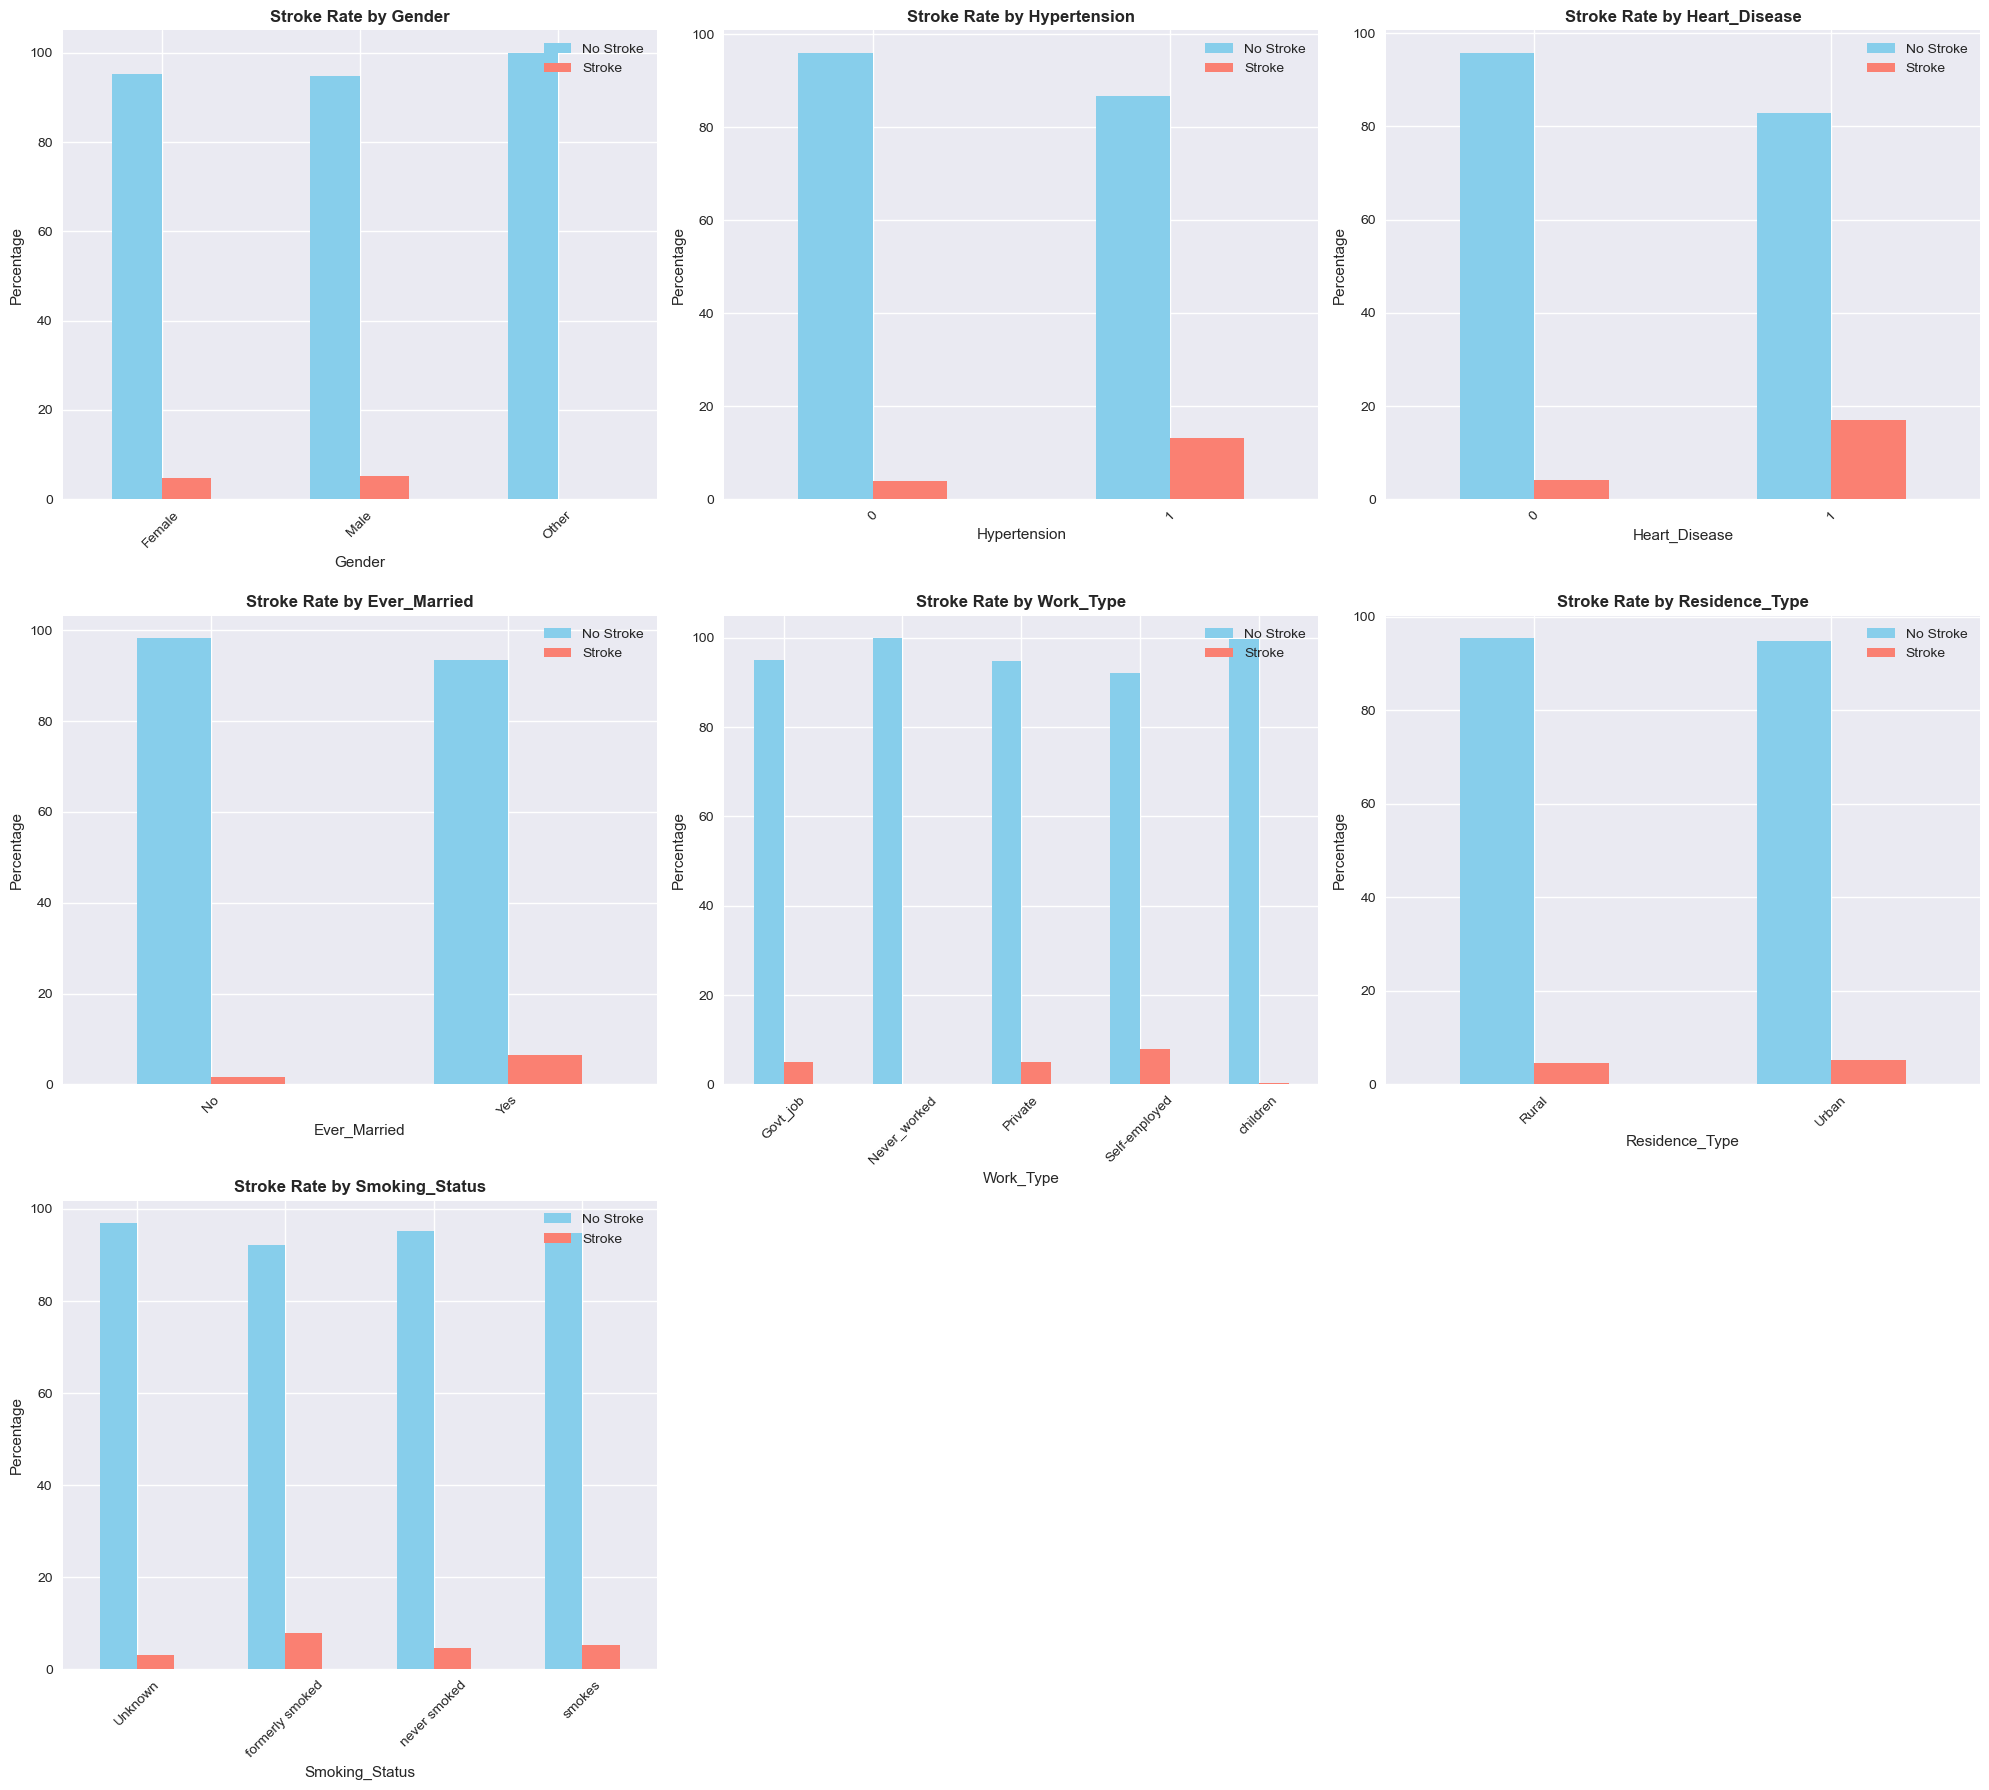 Stroke Rate by Gender
No Stroke
Stroke
100
80
60
40
20
0
Percentage
Female
Male
Other
Gender
Stroke Rate by Hypertension
No Stroke
Stroke
100
80
60
40
20
0
Percentage
0
1
Hypertension
Stroke Rate by Heart_Disease
No Stroke
Stroke
100
80
60
40
20
0
Percentage
0
1
Heart_Disease
Stroke Rate by Ever_Married
No Stroke
Stroke
100
80
60
40
20
0
Percentage
No
Yes
Ever_Married
Stroke Rate by Work_Type
No Stroke
Stroke
100
80
60
40
20
0
Percentage
Govt_job
Never_worked
Private
Self-employed
children
Work_Type
Stroke Rate by Residence_Type
No Stroke
Stroke
100
80
60
40
20
0
Percentage
Rural
Urban
Residence_Type
Stroke Rate by Smoking_Status
No Stroke
Stroke
100
80
60
40
20
0
Percentage
Unknown
formerly smoked
never smoked
smokes
Smoking_Status